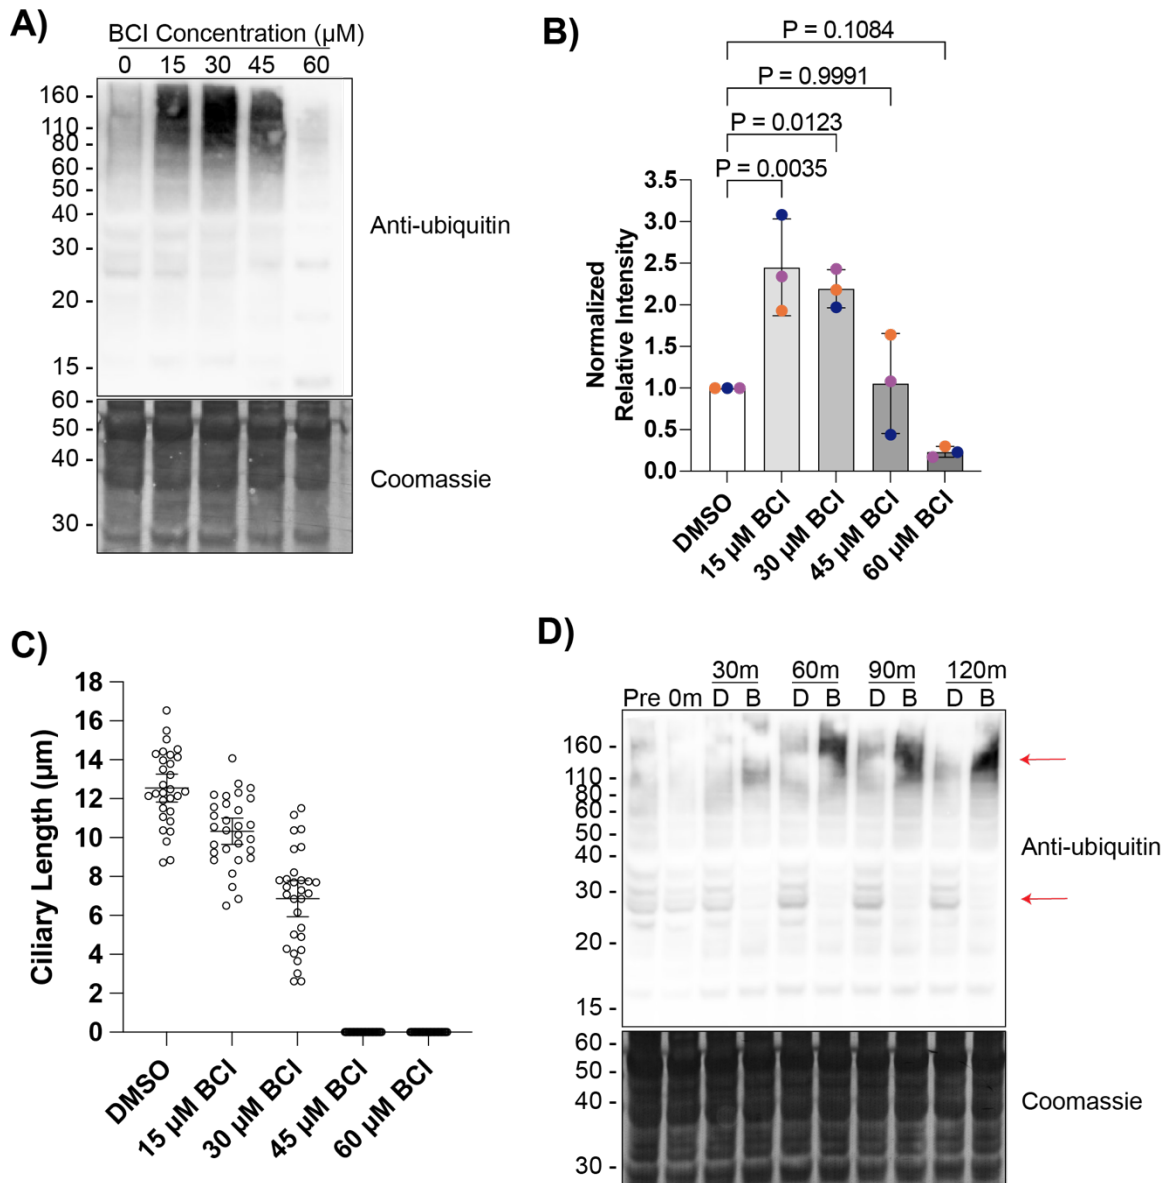 A)
BCI Concentration (µM)
0 15 30 45 60
160 -
110 -
80 -
60 -
50 -
40 -
30 -
20 -
15 -
Anti-ubiquitin
60 -
50 -
40 -
30 -
Coomassie
B)
P = 0.1084
P = 0.9991
P = 0.0123
P = 0.0035
Normalized
Relative Intensity
3.5
3.0
2.5
2.0
1.5
1.0
0.5
0.0
DMSO
15 µM BCI
30 µM BCI
45 µM BCI
60 µM BCI
C)
Ciliary Length (µm)
18
16
14
12
10
8
6
4
2
0
DMSO
15 µM BCI
30 µM BCI
45 µM BCI
60 µM BCI
D)
30m 60m 90m 120m
Pre 0m D B D B D B D B
160 -
110 -
80 -
60 -
50 -
40 -
30 -
20 -
15 -
Anti-ubiquitin
60 -
50 -
40 -
30 -
Coomassie